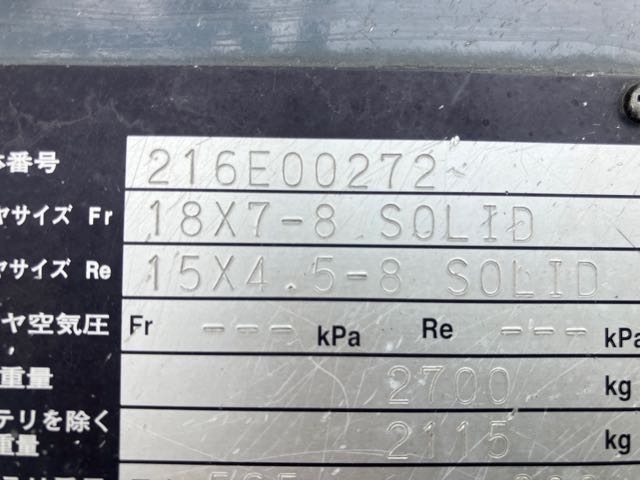 体番号 216E00272
ヤサイズ Fr 18X7-8 SOLID
ヤサイズ Re 15X4.5-8 SOLID
ヤ空気圧 Fr --- kPa Re --- kPa
重量 2700 kg
テリを除く
重量 2115 kg